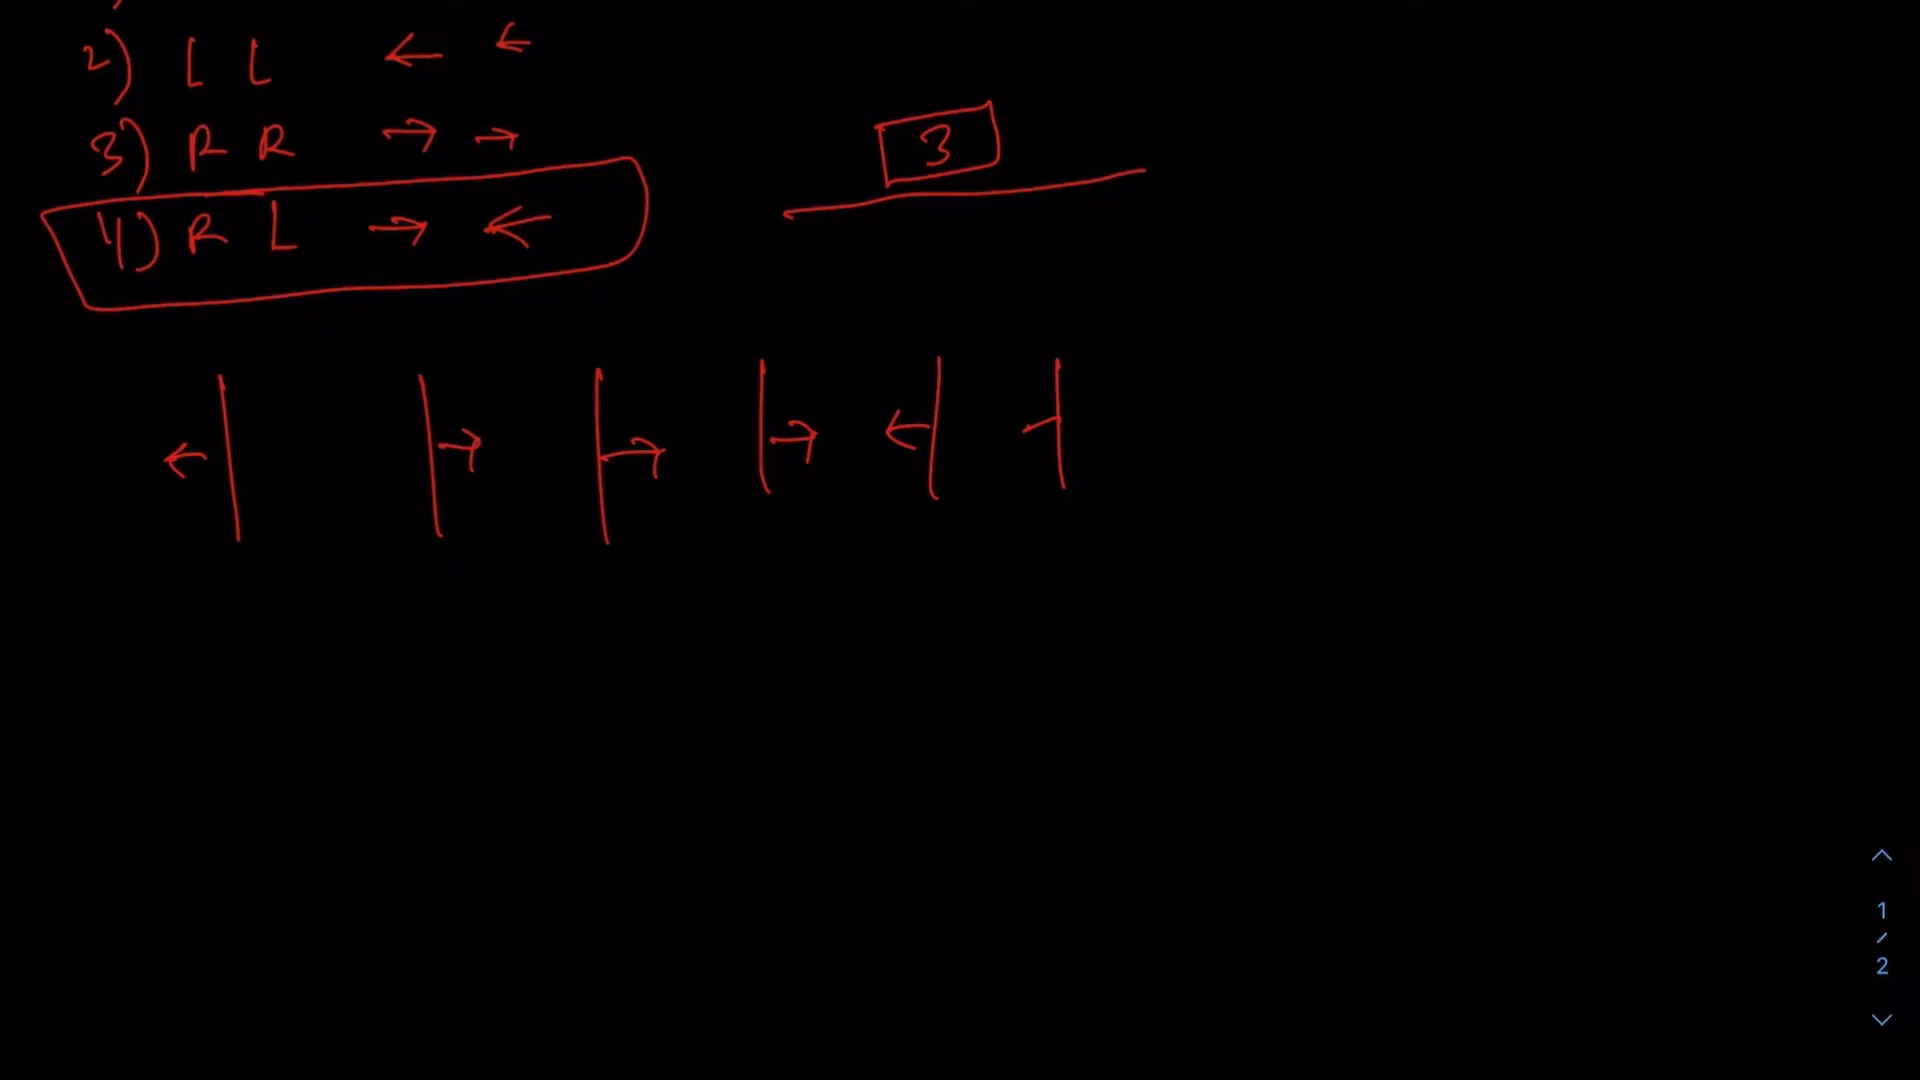 2) L L ← ←
3) R R → →
3
4) R L → ←
← | | → | → | → ← | |
1
/
2